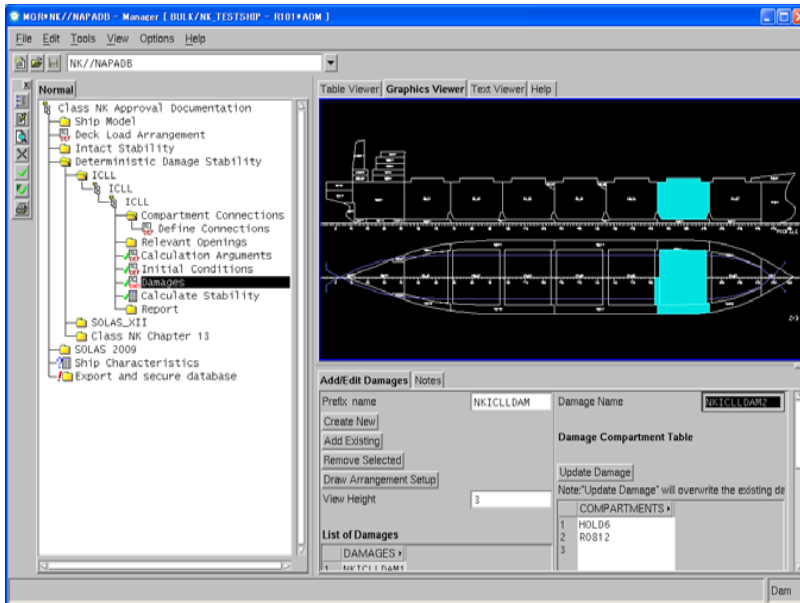 MGR*NK//NAPADB - Manager [ BULK/NK_TESTSHIP - R101*ADM ]
File Edit Tools View Options Help
NK//NAPADB
Normal
Class NK Approval Documentation
Ship Model
Deck Load Arrangement
Intact Stability
Deterministic Damage Stability
ICLL
ICLL
ICLL
Compartment Connections
Define Connections
Relevant Openings
Calculation Arguments
Initial Conditions
Damages
Calculate Stability
Report
SOLAS_XII
Class NK Chapter 13
SOLAS 2009
Ship Characteristics
Export and secure database
Table Viewer Graphics Viewer Text Viewer Help
Add/Edit Damages Notes
Prefix name NKICLLDAM
Create New
Add Existing
Remove Selected
Draw Arrangement Setup
View Height 3
List of Damages
DAMAGES
1 NKICLLDAM1
Damage Name NKICLLDAM2
Damage Compartment Table
Update Damage
Note:"Update Damage" will overwrite the existing da
COMPARTMENTS
1 HOLD6
2 R0812
3
Dam